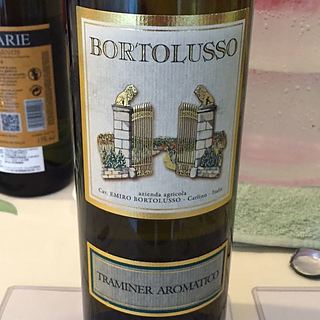 BORTOLUSSO
azienda agricola
Cav. EMIRO BORTOLUSSO - Carlino - Italia
TRAMINER AROMATICO
ARIE